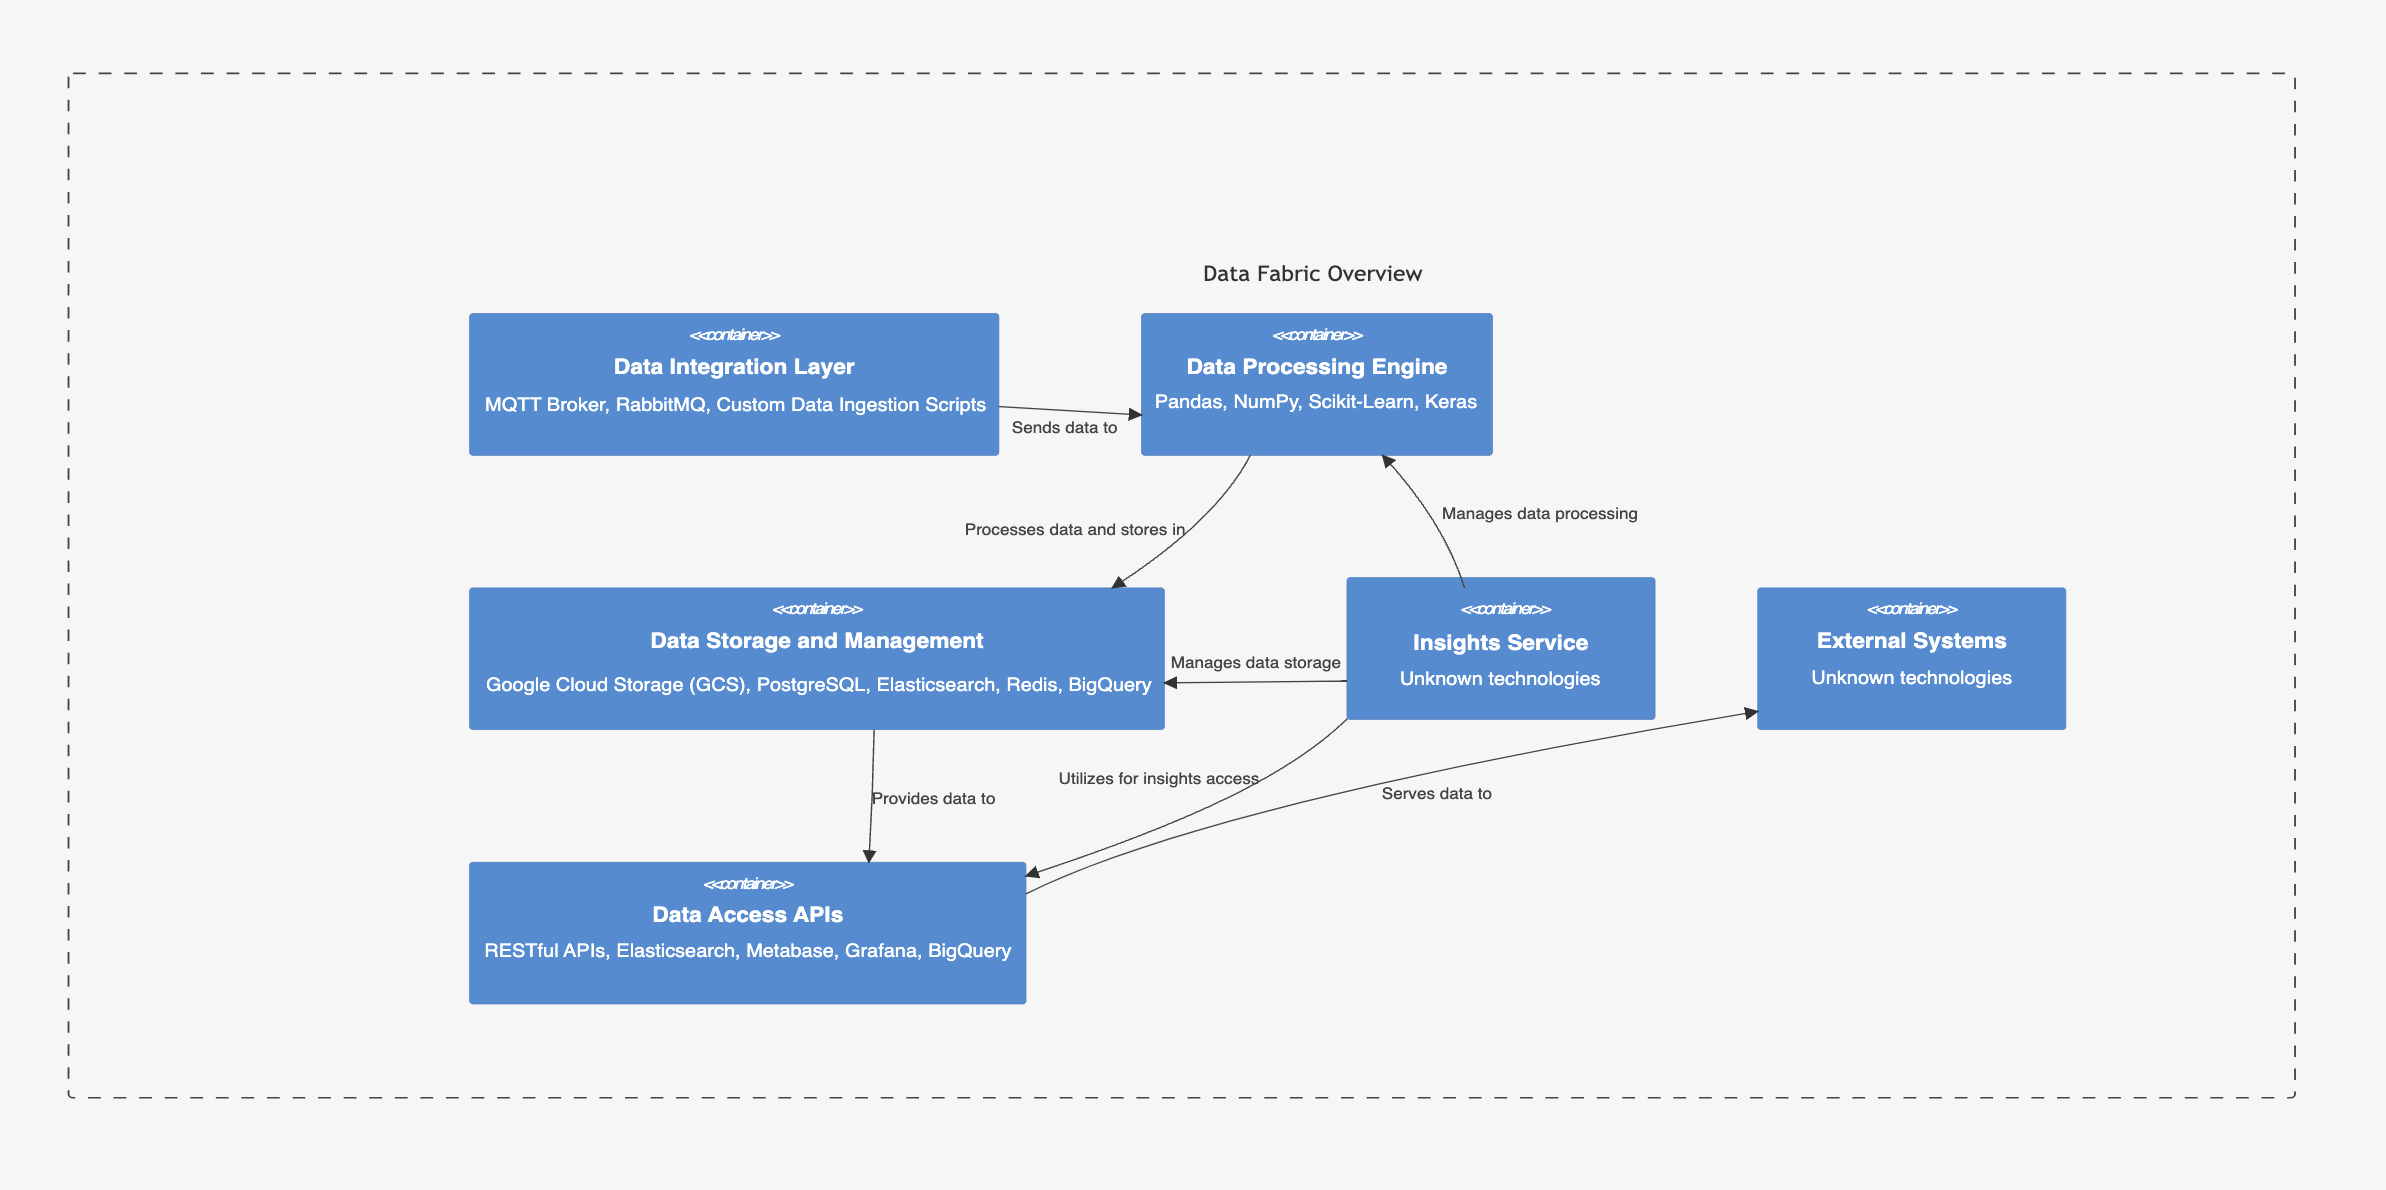 Data Fabric Overview
<<container>>
Data Integration Layer
MQTT Broker, RabbitMQ, Custom Data Ingestion Scripts
<<container>>
Data Processing Engine
Pandas, NumPy, Scikit-Learn, Keras
Sends data to
Processes data and stores in
Manages data processing
<<container>>
Data Storage and Management
Google Cloud Storage (GCS), PostgreSQL, Elasticsearch, Redis, BigQuery
Manages data storage
<<container>>
Insights Service
Unknown technologies
<<container>>
External Systems
Unknown technologies
Provides data to
Utilizes for insights access
Serves data to
<<container>>
Data Access APIs
RESTful APIs, Elasticsearch, Metabase, Grafana, BigQuery